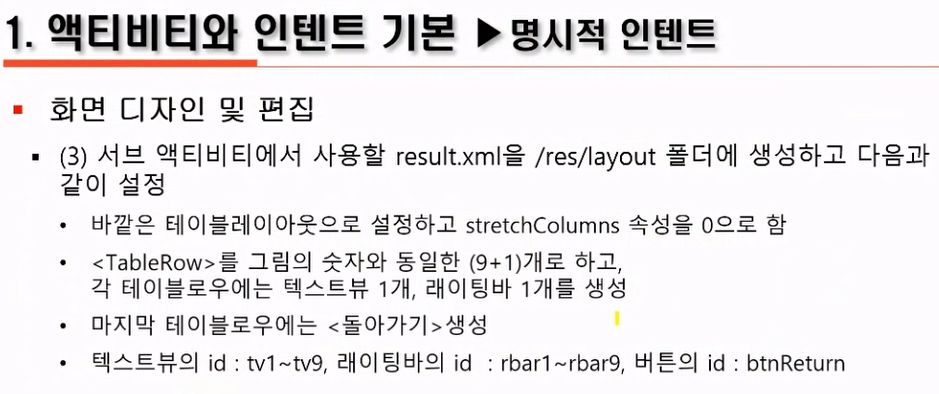 1. 액티비티와 인텐트 기본 ▶명시적 인텐트
▪ 화면 디자인 및 편집
▪ (3) 서브 액티비티에서 사용할 result.xml을 /res/layout 폴더에 생성하고 다음과
같이 설정
• 바깥은 테이블레이아웃으로 설정하고 stretchColumns 속성을 0으로 함
• <TableRow>를 그림의 숫자와 동일한 (9+1)개로 하고,
각 테이블로우에는 텍스트뷰 1개, 래이팅바 1개를 생성
• 마지막 테이블로우에는 <돌아가기>생성
• 텍스트뷰의 id : tv1~tv9, 래이팅바의 id : rbar1~rbar9, 버튼의 id : btnReturn